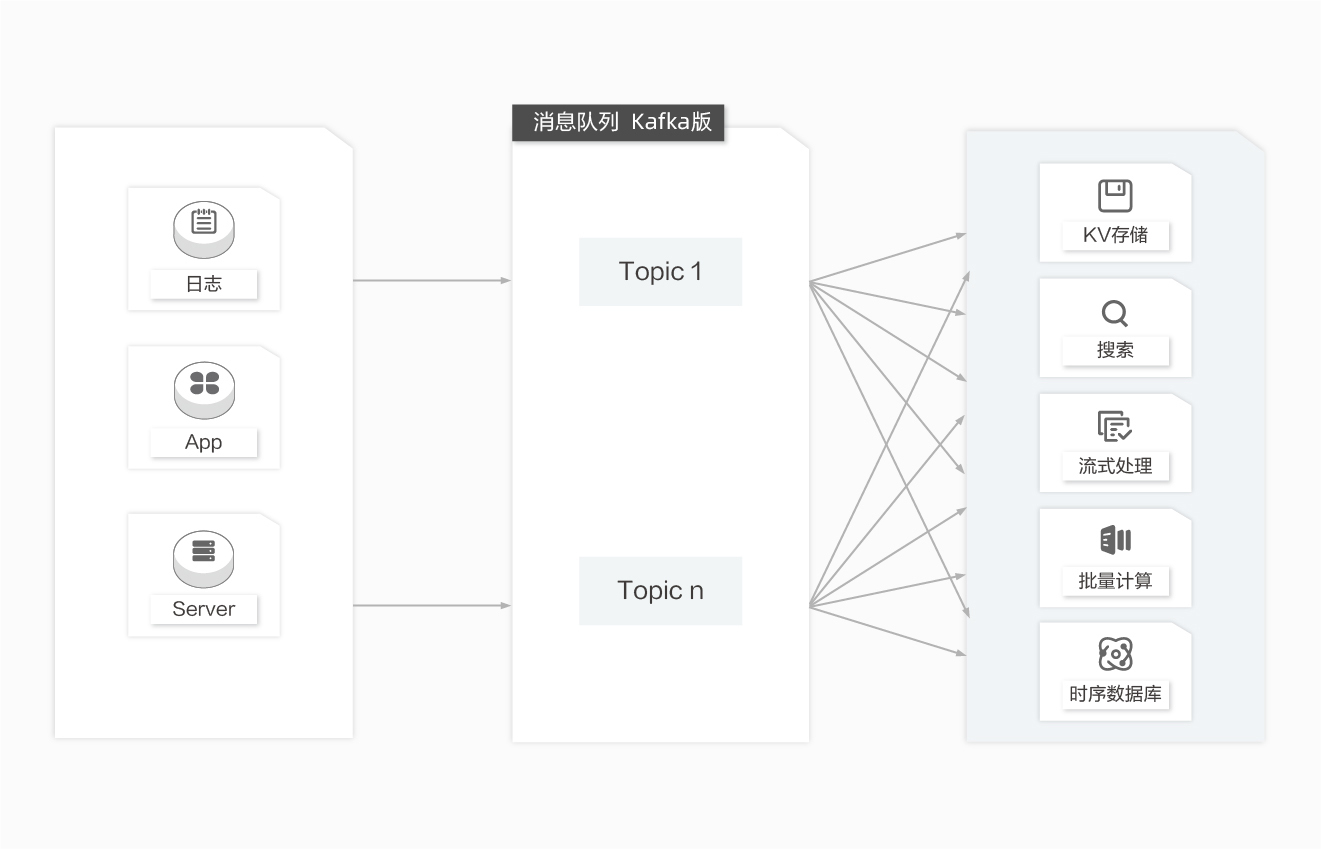 消息队列 Kafka版
日志
App
Server
Topic 1
Topic n
KV存储
搜索
流式处理
批量计算
时序数据库